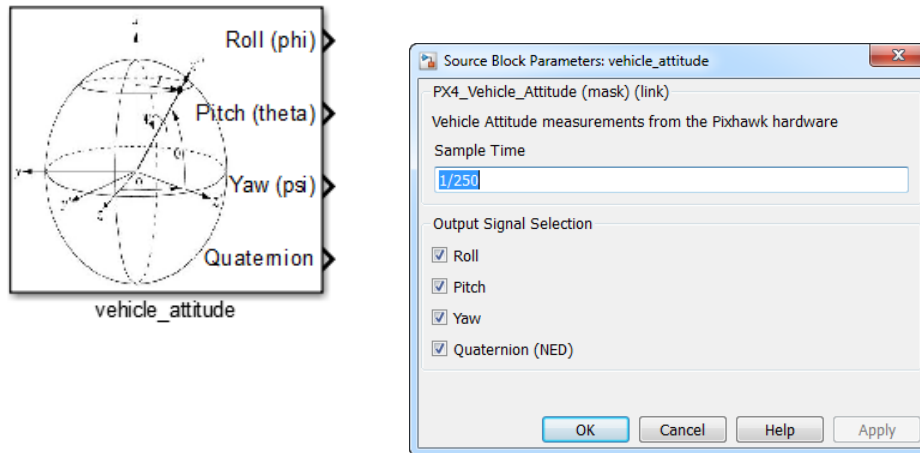 Roll (phi)
Pitch (theta)
Yaw (psi)
Quaternion
vehicle_attitude
Source Block Parameters: vehicle_attitude
PX4_Vehicle_Attitude (mask) (link)
Vehicle Attitude measurements from the Pixhawk hardware
Sample Time
1/250
Output Signal Selection
Roll
Pitch
Yaw
Quaternion (NED)
OK Cancel Help Apply